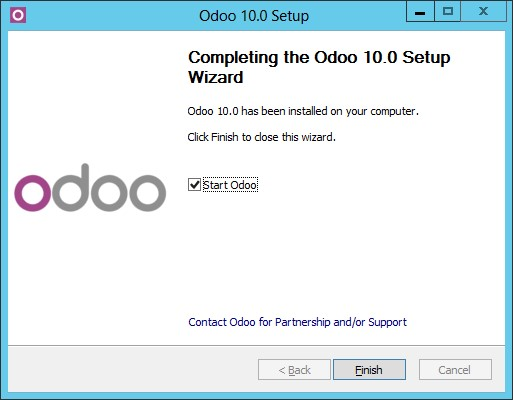 Odoo 10.0 Setup
Completing the Odoo 10.0 Setup
Wizard
Odoo 10.0 has been installed on your computer.
Click Finish to close this wizard.
odoo
Start Odoo
Contact Odoo for Partnership and/or Support
< Back
Finish
Cancel